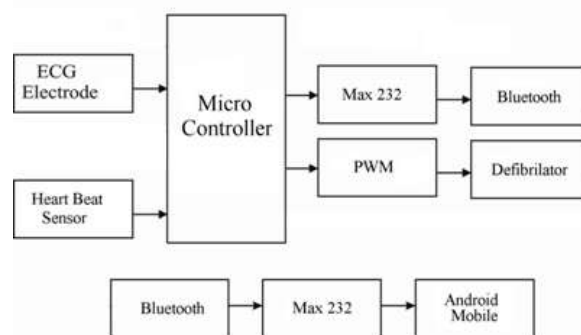 ECG
Electrode
Micro
Controller
Max 232
Bluetooth
PWM
Defibrilator
Heart Beat
Sensor
Bluetooth
Max 232
Android
Mobile